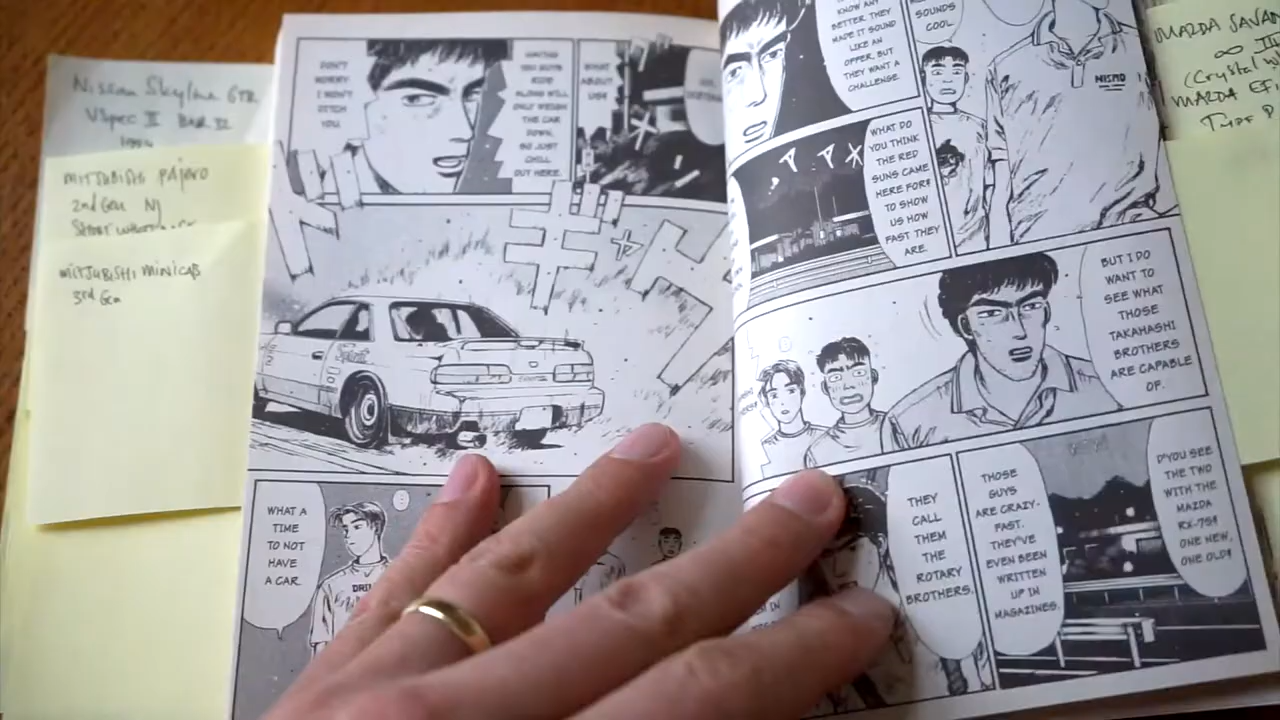 Nissan Skyline GTR
VSpec II
1994
MITSUBISHI PAJERO
2nd Gen
MITSUBISHI MINICAB
3rd Gen
DON'T
WORRY.
I WON'T
DITCH
YOU.
HAVING
YOU GUYS
RIDE
ALONG WILL
ONLY WEIGH
THE CAR
DOWN,
SO JUST
CHILL
OUT HERE.
WHAT
ABOUT
US?
キ
Spirit
WHAT A
TIME
TO NOT
HAVE
A CAR.
KNOW ANY
BETTER. THEY
MADE IT SOUND
LIKE AN
OFFER, BUT
THEY WANT A
CHALLENGE.
SOUNDS
COOL.
NISMO
WHAT DO
YOU THINK
THE RED
SUNS CAME
HERE FOR?
TO SHOW
US HOW
FAST THEY
ARE.
BUT I DO
WANT TO
SEE WHAT
THOSE
TAKAHASHI
BROTHERS
ARE CAPABLE
OF.
THEY
CALL
THEM
THE
ROTARY
BROTHERS.
THOSE
GUYS
ARE CRAZY-
FAST.
THEY'VE
EVEN BEEN
WRITTEN
UP IN
MAGAZINES.
D'YOU SEE
THE TWO
WITH THE
MAZDA
RX-7S?
ONE NEW,
ONE OLD?
MAZDA SAVAN
∞
(Crystal
MAZDA EFI
TYPE